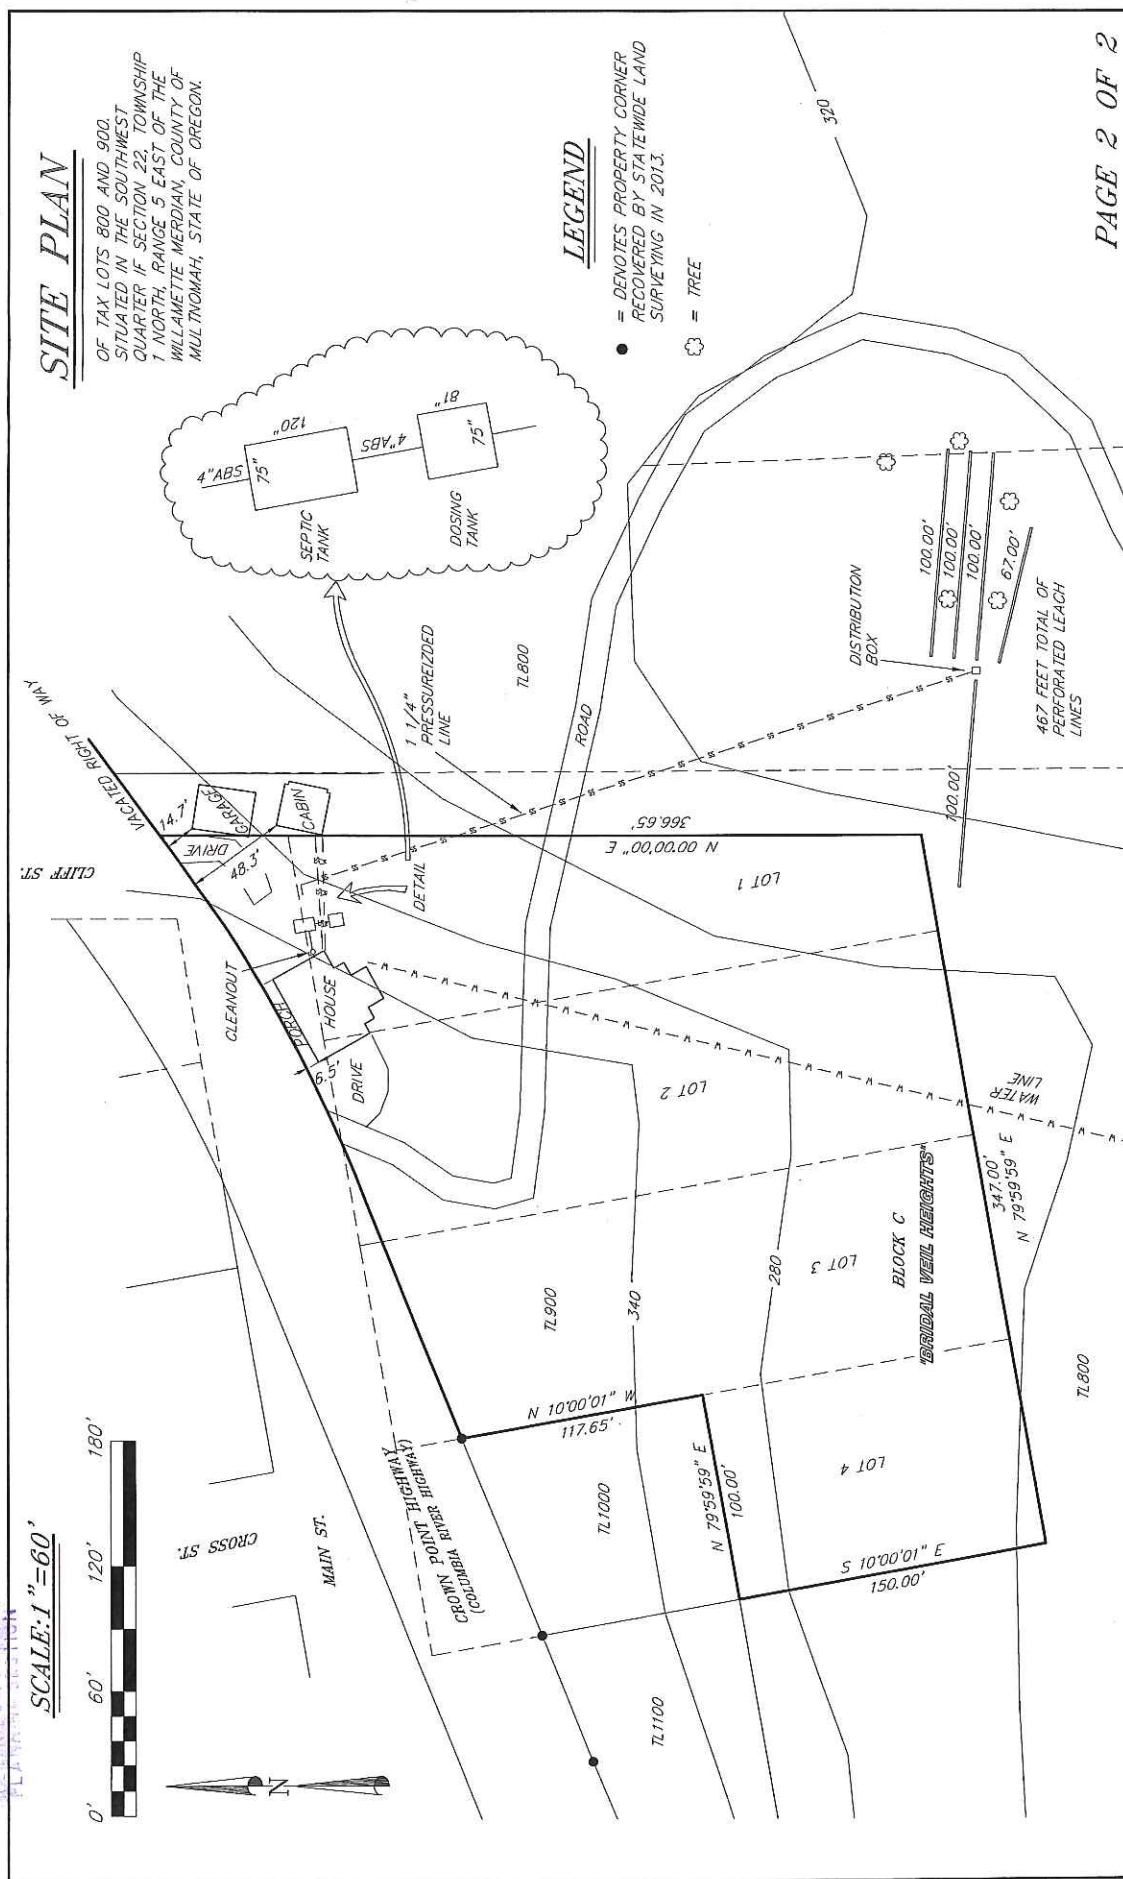 SITE PLAN
OF TAX LOTS 800 AND 900.
SITUATED IN THE SOUTHWEST
QUARTER IF SECTION 22, TOWNSHIP
1 NORTH, RANGE 5 EAST OF THE
WILLAMETTE MERDIAN, COUNTY OF
MULTNOMAH, STATE OF OREGON.
SCALE: 1"=60'
0'
60'
120'
180'
N
CROSS ST.
MAIN ST.
CLIFF ST.
VACATED RIGHT OF WAY
CROWN POINT HIGHWAY
(COLUMBIA RIVER HIGHWAY)
14.7'
GARAGE
DRIVE
48.3'
CABIN
CLEANOUT
PORCH
HOUSE
6.5'
DRIVE
DETAIL
4"ABS
75"
120"
SEPTIC
TANK
4"ABS
81"
75"
DOSING
TANK
1 1/4"
PRESSUREIZDED
LINE
TL800
ROAD
LEGEND
= DENOTES PROPERTY CORNER
RECOVERED BY STATEWIDE LAND
SURVEYING IN 2013.
= TREE
N 00'00'00" E
366.65'
LOT 1
LOT 2
LOT 3
LOT 4
TL900
340
280
320
BLOCK C
"BRIDAL VEIL HEIGHTS"
WATER
LINE
347.00'
N 79'59'59" E
N 10'00'01" W
117.65'
TL1000
N 79'59'59" E
100.00'
S 10'00'01" E
150.00'
TL1100
TL800
DISTRIBUTION
BOX
100.00'
100.00'
100.00'
67.00'
100.00'
467 FEET TOTAL OF
PERFORATED LEACH
LINES
PAGE 2 OF 2